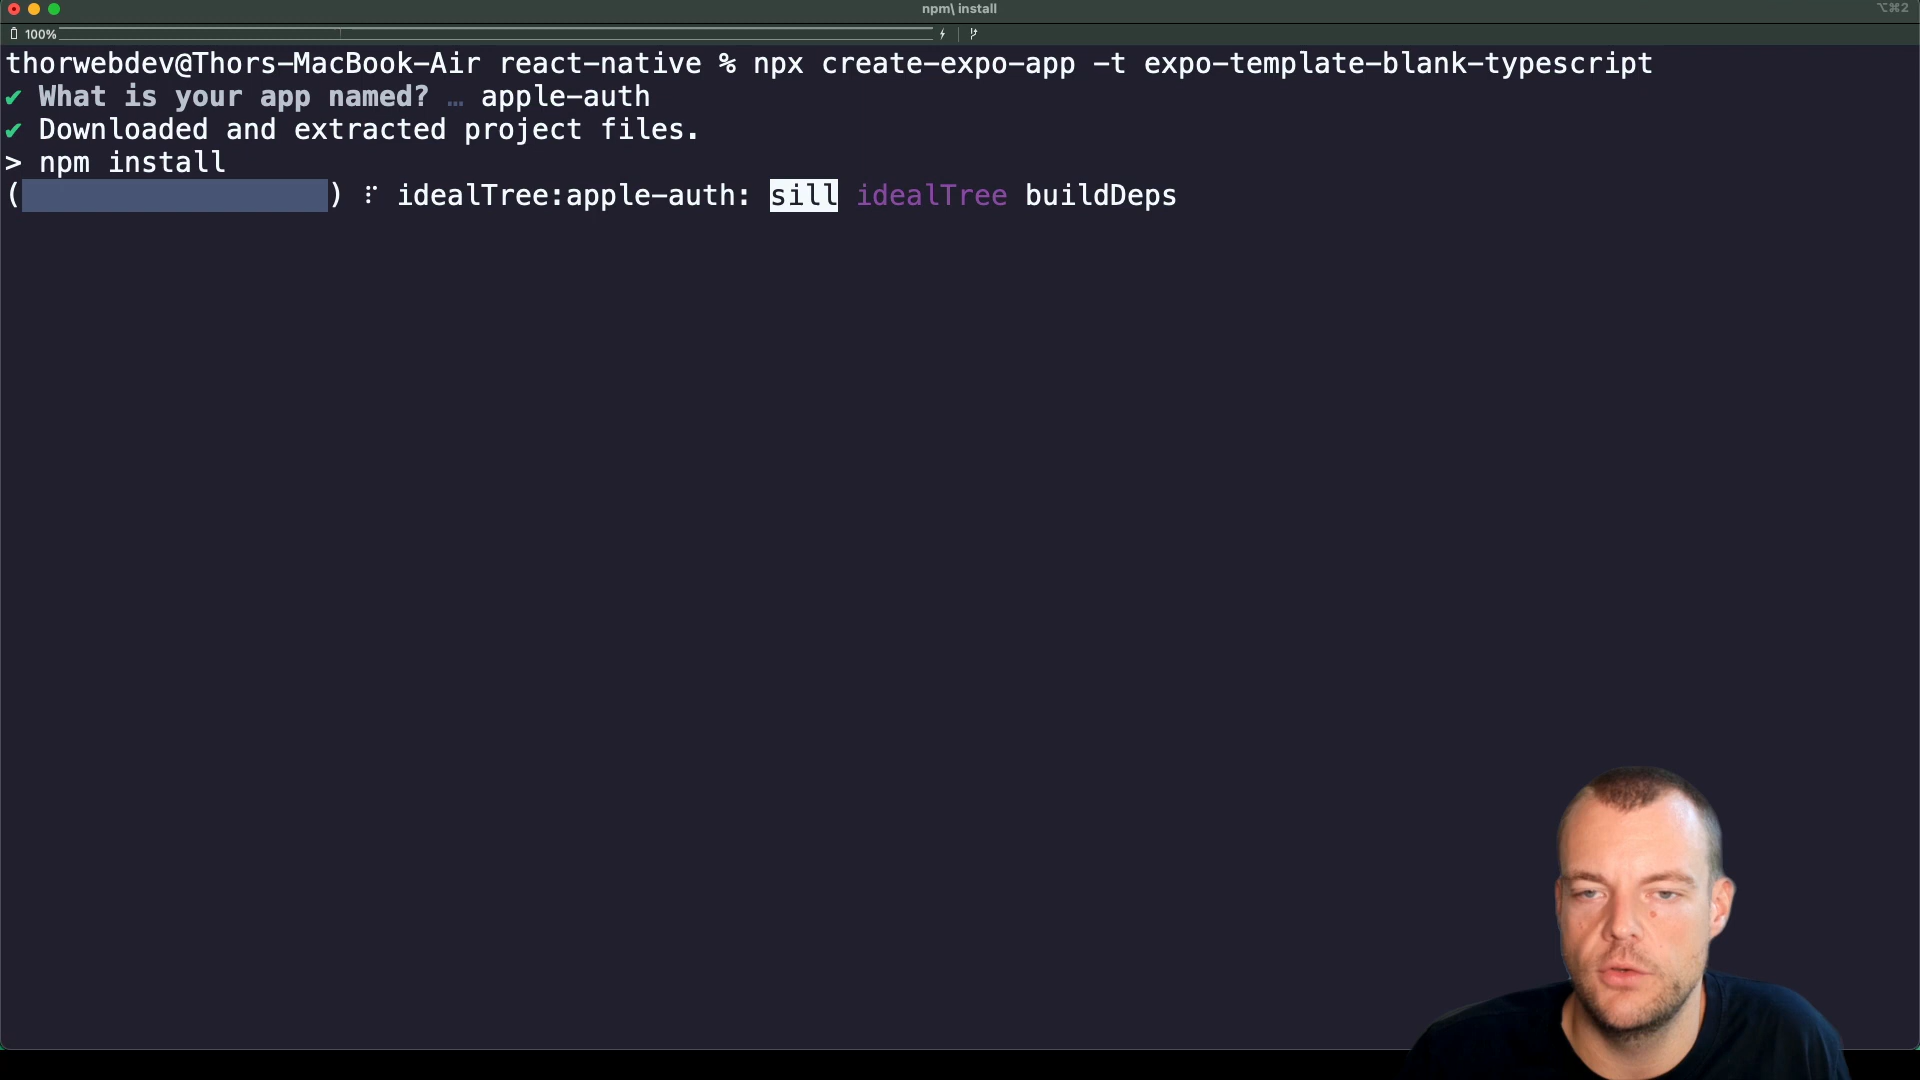 npm\ install
⌥⌘2
100%
thorwebdev@Thors-MacBook-Air react-native % npx create-expo-app -t expo-template-blank-typescript
✔ What is your app named? … apple-auth
✔ Downloaded and extracted project files.
> npm install
(                  ) ⠏ idealTree:apple-auth: sill idealTree buildDeps